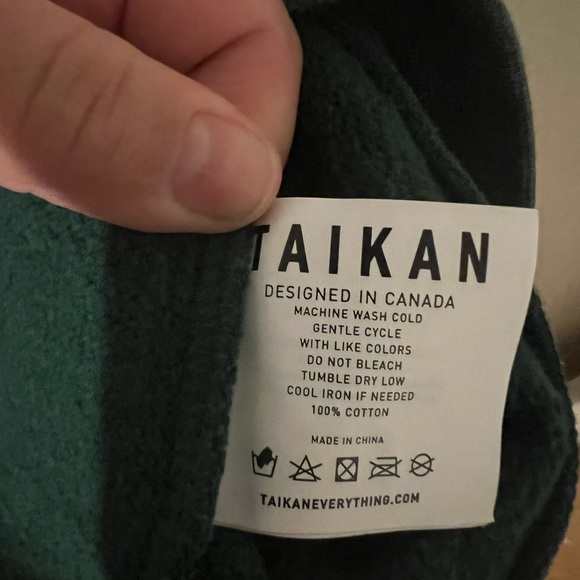 TAIKAN
DESIGNED IN CANADA
MACHINE WASH COLD
GENTLE CYCLE
WITH LIKE COLORS
DO NOT BLEACH
TUMBLE DRY LOW
COOL IRON IF NEEDED
100% COTTON
MADE IN CHINA
TAIKANEVERYTHING.COM